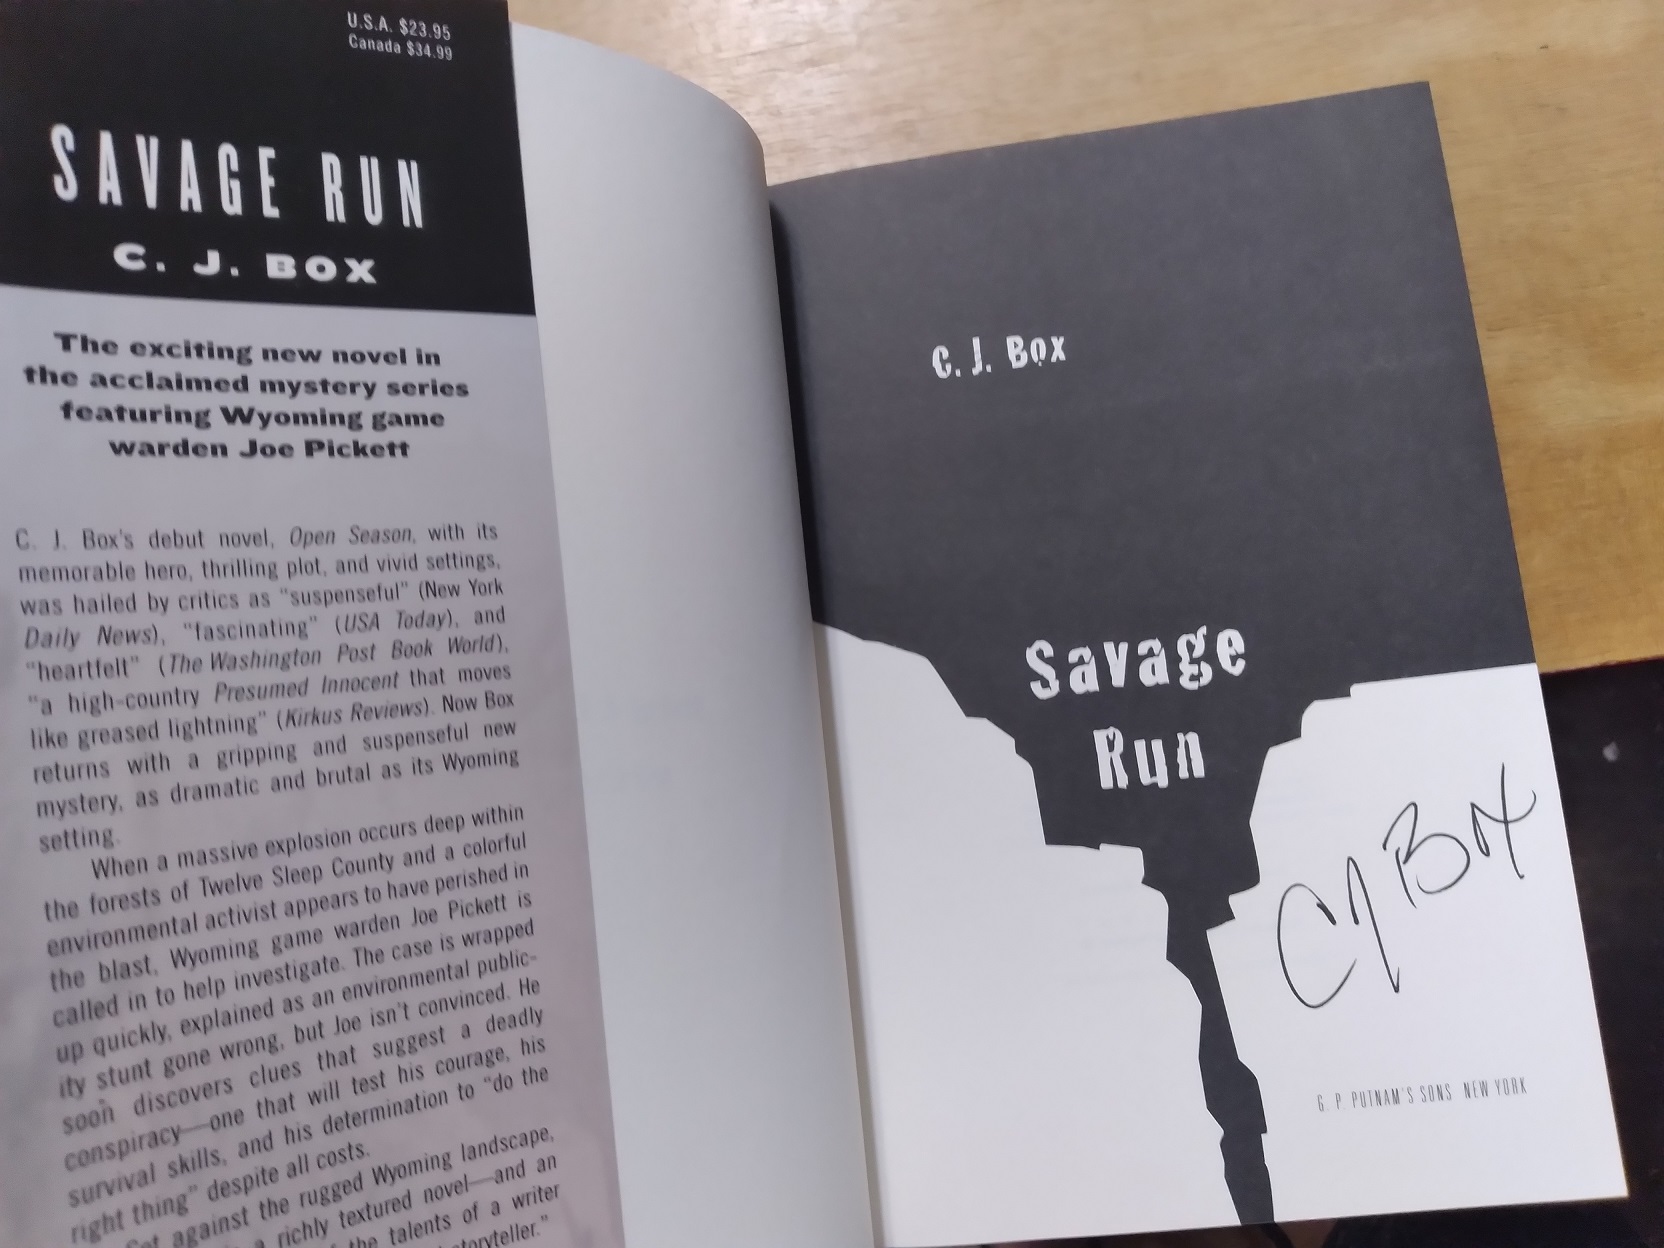 U.S.A. $23.95
Canada $34.99
SAVAGE RUN
C. J. BOX
The exciting new novel in
the acclaimed mystery series
featuring Wyoming game
warden Joe Pickett
C. J. Box's debut novel, Open Season, with its
memorable hero, thrilling plot, and vivid settings,
was hailed by critics as "suspenseful" (New York
Daily News), "fascinating" (USA Today), and
"heartfelt" (The Washington Post Book World),
"a high-country Presumed Innocent that moves
like greased lightning" (Kirkus Reviews). Now Box
returns with a gripping and suspenseful new
mystery, as dramatic and brutal as its Wyoming
setting.
When a massive explosion occurs deep within
the forests of Twelve Sleep County and a colorful
environmental activist appears to have perished in
the blast, Wyoming game warden Joe Pickett is
called in to help investigate. The case is wrapped
up quickly, explained as an environmental public-
ity stunt gone wrong, but Joe isn't convinced. He
soon discovers clues that suggest a deadly
conspiracy—one that will test his courage, his
survival skills, and his determination to "do the
right thing" despite all costs.
Set against the rugged Wyoming landscape,
a richly textured novel—and an
the talents of a writer
storyteller."
C. J. Box
Savage
Run
CJ Box
G. P. PUTNAM'S SONS NEW YORK